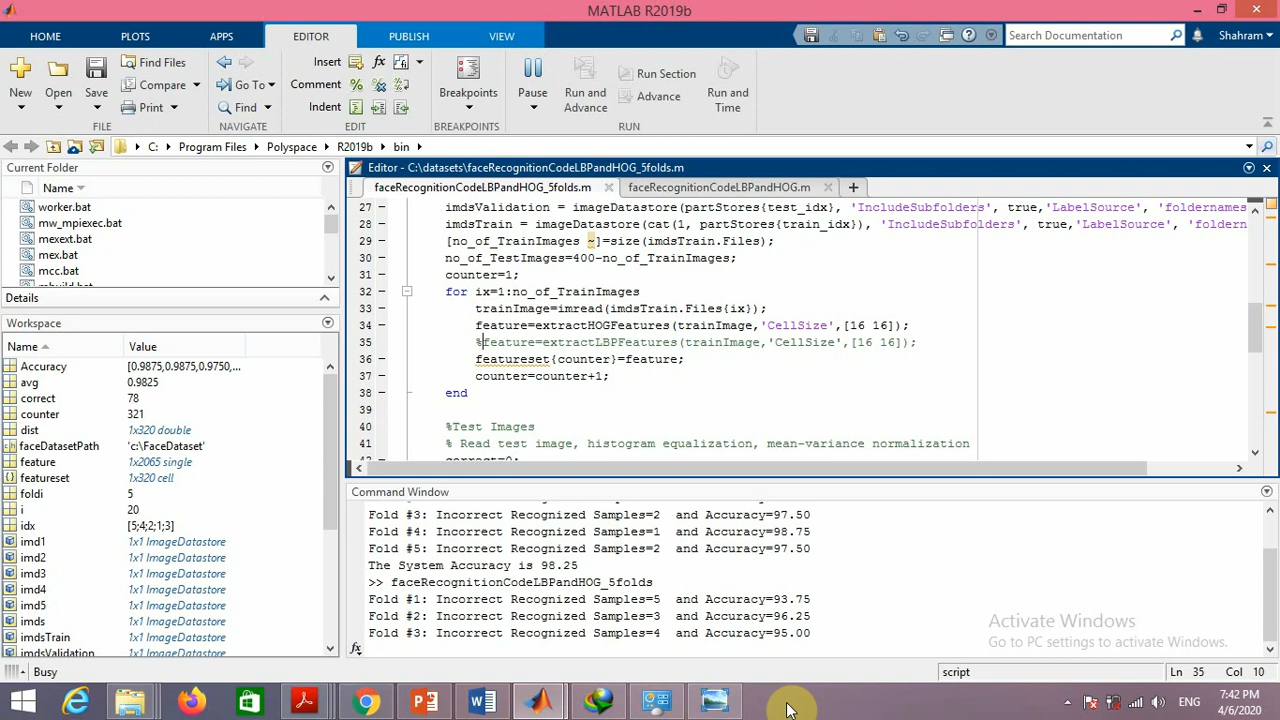 MATLAB R2019b
HOME PLOTS APPS EDITOR PUBLISH VIEW Search Documentation Shahram
New Open Save Find Files Compare Print
FILE
Go To Find
NAVIGATE
Insert
Comment
Indent
EDIT
Breakpoints
BREAKPOINTS
Pause Run and Advance Run Section Advance Run and Time
RUN
C: Program Files Polyspace R2019b bin
Current Folder
Name
worker.bat
mw_mpiexec.bat
mexext.bat
mex.bat
mcc.bat
Details
Workspace
Name Value
Accuracy [0.9875,0.9875,0.9750,...
avg 0.9825
correct 78
counter 321
dist 1x320 double
faceDatasetPath 'c:\FaceDataset'
feature 1x2065 single
featureset 1x320 cell
foldi 5
i 20
idx [5;4;2;1;3]
imd1 1x1 ImageDatastore
imd2 1x1 ImageDatastore
imd3 1x1 ImageDatastore
imd4 1x1 ImageDatastore
imd5 1x1 ImageDatastore
imds 1x1 ImageDatastore
imdsTrain 1x1 ImageDatastore
imdsValidation 1x1 ImageDatastore
Editor - C:\datasets\faceRecognitionCodeLBPandHOG_5folds.m
faceRecognitionCodeLBPandHOG_5folds.m faceRecognitionCodeLBPandHOG.m
27 imdsValidation = imageDatastore(partStores{test_idx}, 'IncludeSubfolders', true,'LabelSource', 'foldernames
28 imdsTrain = imageDatastore(cat(1, partStores{train_idx}), 'IncludeSubfolders', true,'LabelSource', 'foldern
29 [no_of_TrainImages ~]=size(imdsTrain.Files);
30 no_of_TestImages=400-no_of_TrainImages;
31 counter=1;
32 for ix=1:no_of_TrainImages
33 trainImage=imread(imdsTrain.Files{ix});
34 feature=extractHOGFeatures(trainImage,'CellSize',[16 16]);
35 %feature=extractLBPFeatures(trainImage,'CellSize',[16 16]);
36 featureset{counter}=feature;
37 counter=counter+1;
38 end
39
40 %Test Images
41 % Read test image, histogram equalization, mean-variance normalization
correct=0;
Command Window
Fold #3: Incorrect Recognized Samples=2 and Accuracy=97.50
Fold #4: Incorrect Recognized Samples=1 and Accuracy=98.75
Fold #5: Incorrect Recognized Samples=2 and Accuracy=97.50
The System Accuracy is 98.25
>> faceRecognitionCodeLBPandHOG_5folds
Fold #1: Incorrect Recognized Samples=5 and Accuracy=93.75
Fold #2: Incorrect Recognized Samples=3 and Accuracy=96.25
Fold #3: Incorrect Recognized Samples=4 and Accuracy=95.00
fx
Activate Windows
Go to PC settings to activate Windows.
Busy script Ln 35 Col 10
ENG
7:42 PM
4/6/2020